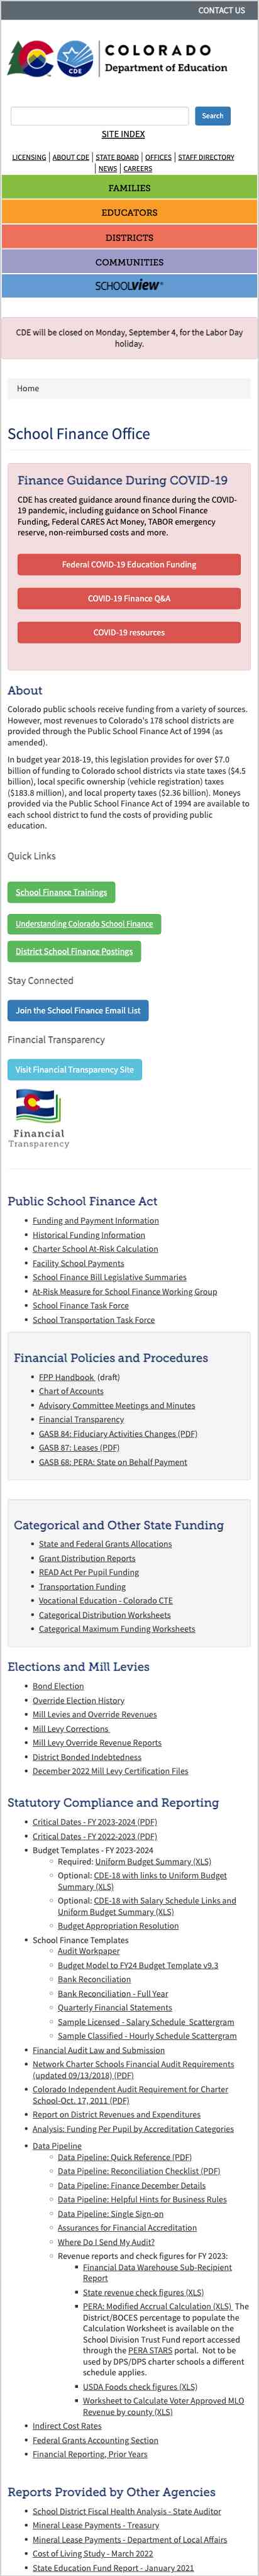 CONTACT US
COLORADO
Department of Education
CDE
Search
SITE INDEX
LICENSING | ABOUT CDE | STATE BOARD | OFFICES | STAFF DIRECTORY
| NEWS | CAREERS
FAMILIES
EDUCATORS
DISTRICTS
COMMUNITIES
SCHOOLVIEW
CDE will be closed on Monday, September 4, for the Labor Day
holiday.
Home
School Finance Office
Finance Guidance During COVID-19
CDE has created guidance around finance during the COVID-
19 pandemic, including guidance on School Finance
Funding, Federal CARES Act Money, TABOR emergency
reserve, non-reimbursed costs and more.
Federal COVID-19 Education Funding
COVID-19 Finance Q&A
COVID-19 resources
About
Colorado public schools receive funding from a variety of sources.
However, most revenues to Colorado's 178 school districts are
provided through the Public School Finance Act of 1994 (as
amended).
In budget year 2018-19, this legislation provides for over $7.0
billion of funding to Colorado school districts via state taxes ($4.5
billion), local specific ownership (vehicle registration) taxes
($183.8 million), and local property taxes ($2.36 billion). Moneys
provided via the Public School Finance Act of 1994 are available to
each school district to fund the costs of providing public
education.
Quick Links
School Finance Trainings
Understanding Colorado School Finance
District School Finance Postings
Stay Connected
Join the School Finance Email List
Financial Transparency
Visit Financial Transparency Site
Financial
Transparency
Public School Finance Act
• Funding and Payment Information
• Historical Funding Information
• Charter School At-Risk Calculation
• Facility School Payments
• School Finance Bill Legislative Summaries
• At-Risk Measure for School Finance Working Group
• School Finance Task Force
• School Transportation Task Force
Financial Policies and Procedures
• FPP Handbook (draft)
• Chart of Accounts
• Advisory Committee Meetings and Minutes
• Financial Transparency
• GASB 84: Fiduciary Activities Changes (PDF)
• GASB 87: Leases (PDF)
• GASB 68: PERA: State on Behalf Payment
Categorical and Other State Funding
• State and Federal Grants Allocations
• Grant Distribution Reports
• READ Act Per Pupil Funding
• Transportation Funding
• Vocational Education - Colorado CTE
• Categorical Distribution Worksheets
• Categorical Maximum Funding Worksheets
Elections and Mill Levies
• Bond Election
• Override Election History
• Mill Levies and Override Revenues
• Mill Levy Corrections
• Mill Levy Override Revenue Reports
• District Bonded Indebtedness
• December 2022 Mill Levy Certification Files
Statutory Compliance and Reporting
• Critical Dates - FY 2023-2024 (PDF)
• Critical Dates - FY 2022-2023 (PDF)
• Budget Templates - FY 2023-2024
◦ Required: Uniform Budget Summary (XLS)
◦ Optional: CDE-18 with links to Uniform Budget
Summary (XLS)
◦ Optional: CDE-18 with Salary Schedule Links and
Uniform Budget Summary (XLS)
◦ Budget Appropriation Resolution
• School Finance Templates
◦ Audit Workpaper
◦ Budget Model to FY24 Budget Template v9.3
◦ Bank Reconciliation
◦ Bank Reconciliation - Full Year
◦ Quarterly Financial Statements
◦ Sample Licensed - Salary Schedule Scattergram
◦ Sample Classified - Hourly Schedule Scattergram
• Financial Audit Law and Submission
• Network Charter Schools Financial Audit Requirements
(updated 09/13/2018) (PDF)
• Colorado Independent Audit Requirement for Charter
School-Oct. 17, 2011 (PDF)
• Report on District Revenues and Expenditures
• Analysis: Funding Per Pupil by Accreditation Categories
• Data Pipeline
◦ Data Pipeline: Quick Reference (PDF)
◦ Data Pipeline: Reconciliation Checklist (PDF)
◦ Data Pipeline: Finance December Details
◦ Data Pipeline: Helpful Hints for Business Rules
◦ Data Pipeline: Single Sign-on
◦ Assurances for Financial Accreditation
◦ Where Do I Send My Audit?
◦ Revenue reports and check figures for FY 2023:
▪ Financial Data Warehouse Sub-Recipient
Report
▪ State revenue check figures (XLS)
▪ PERA: Modified Accrual Calculation (XLS) The
District/BOCES percentage to populate the
Calculation Worksheet is available on the
School Division Trust Fund report accessed
through the PERA STARS portal. Not to be
used by DPS/DPS charter schools a different
schedule applies.
▪ USDA Foods check figures (XLS)
▪ Worksheet to Calculate Voter Approved MLO
Revenue by county (XLS)
• Indirect Cost Rates
• Federal Grants Accounting Section
• Financial Reporting, Prior Years
Reports Provided by Other Agencies
• School District Fiscal Health Analysis - State Auditor
• Mineral Lease Payments - Treasury
• Mineral Lease Payments - Department of Local Affairs
• Cost of Living Study - March 2022
• State Education Fund Report - January 2021